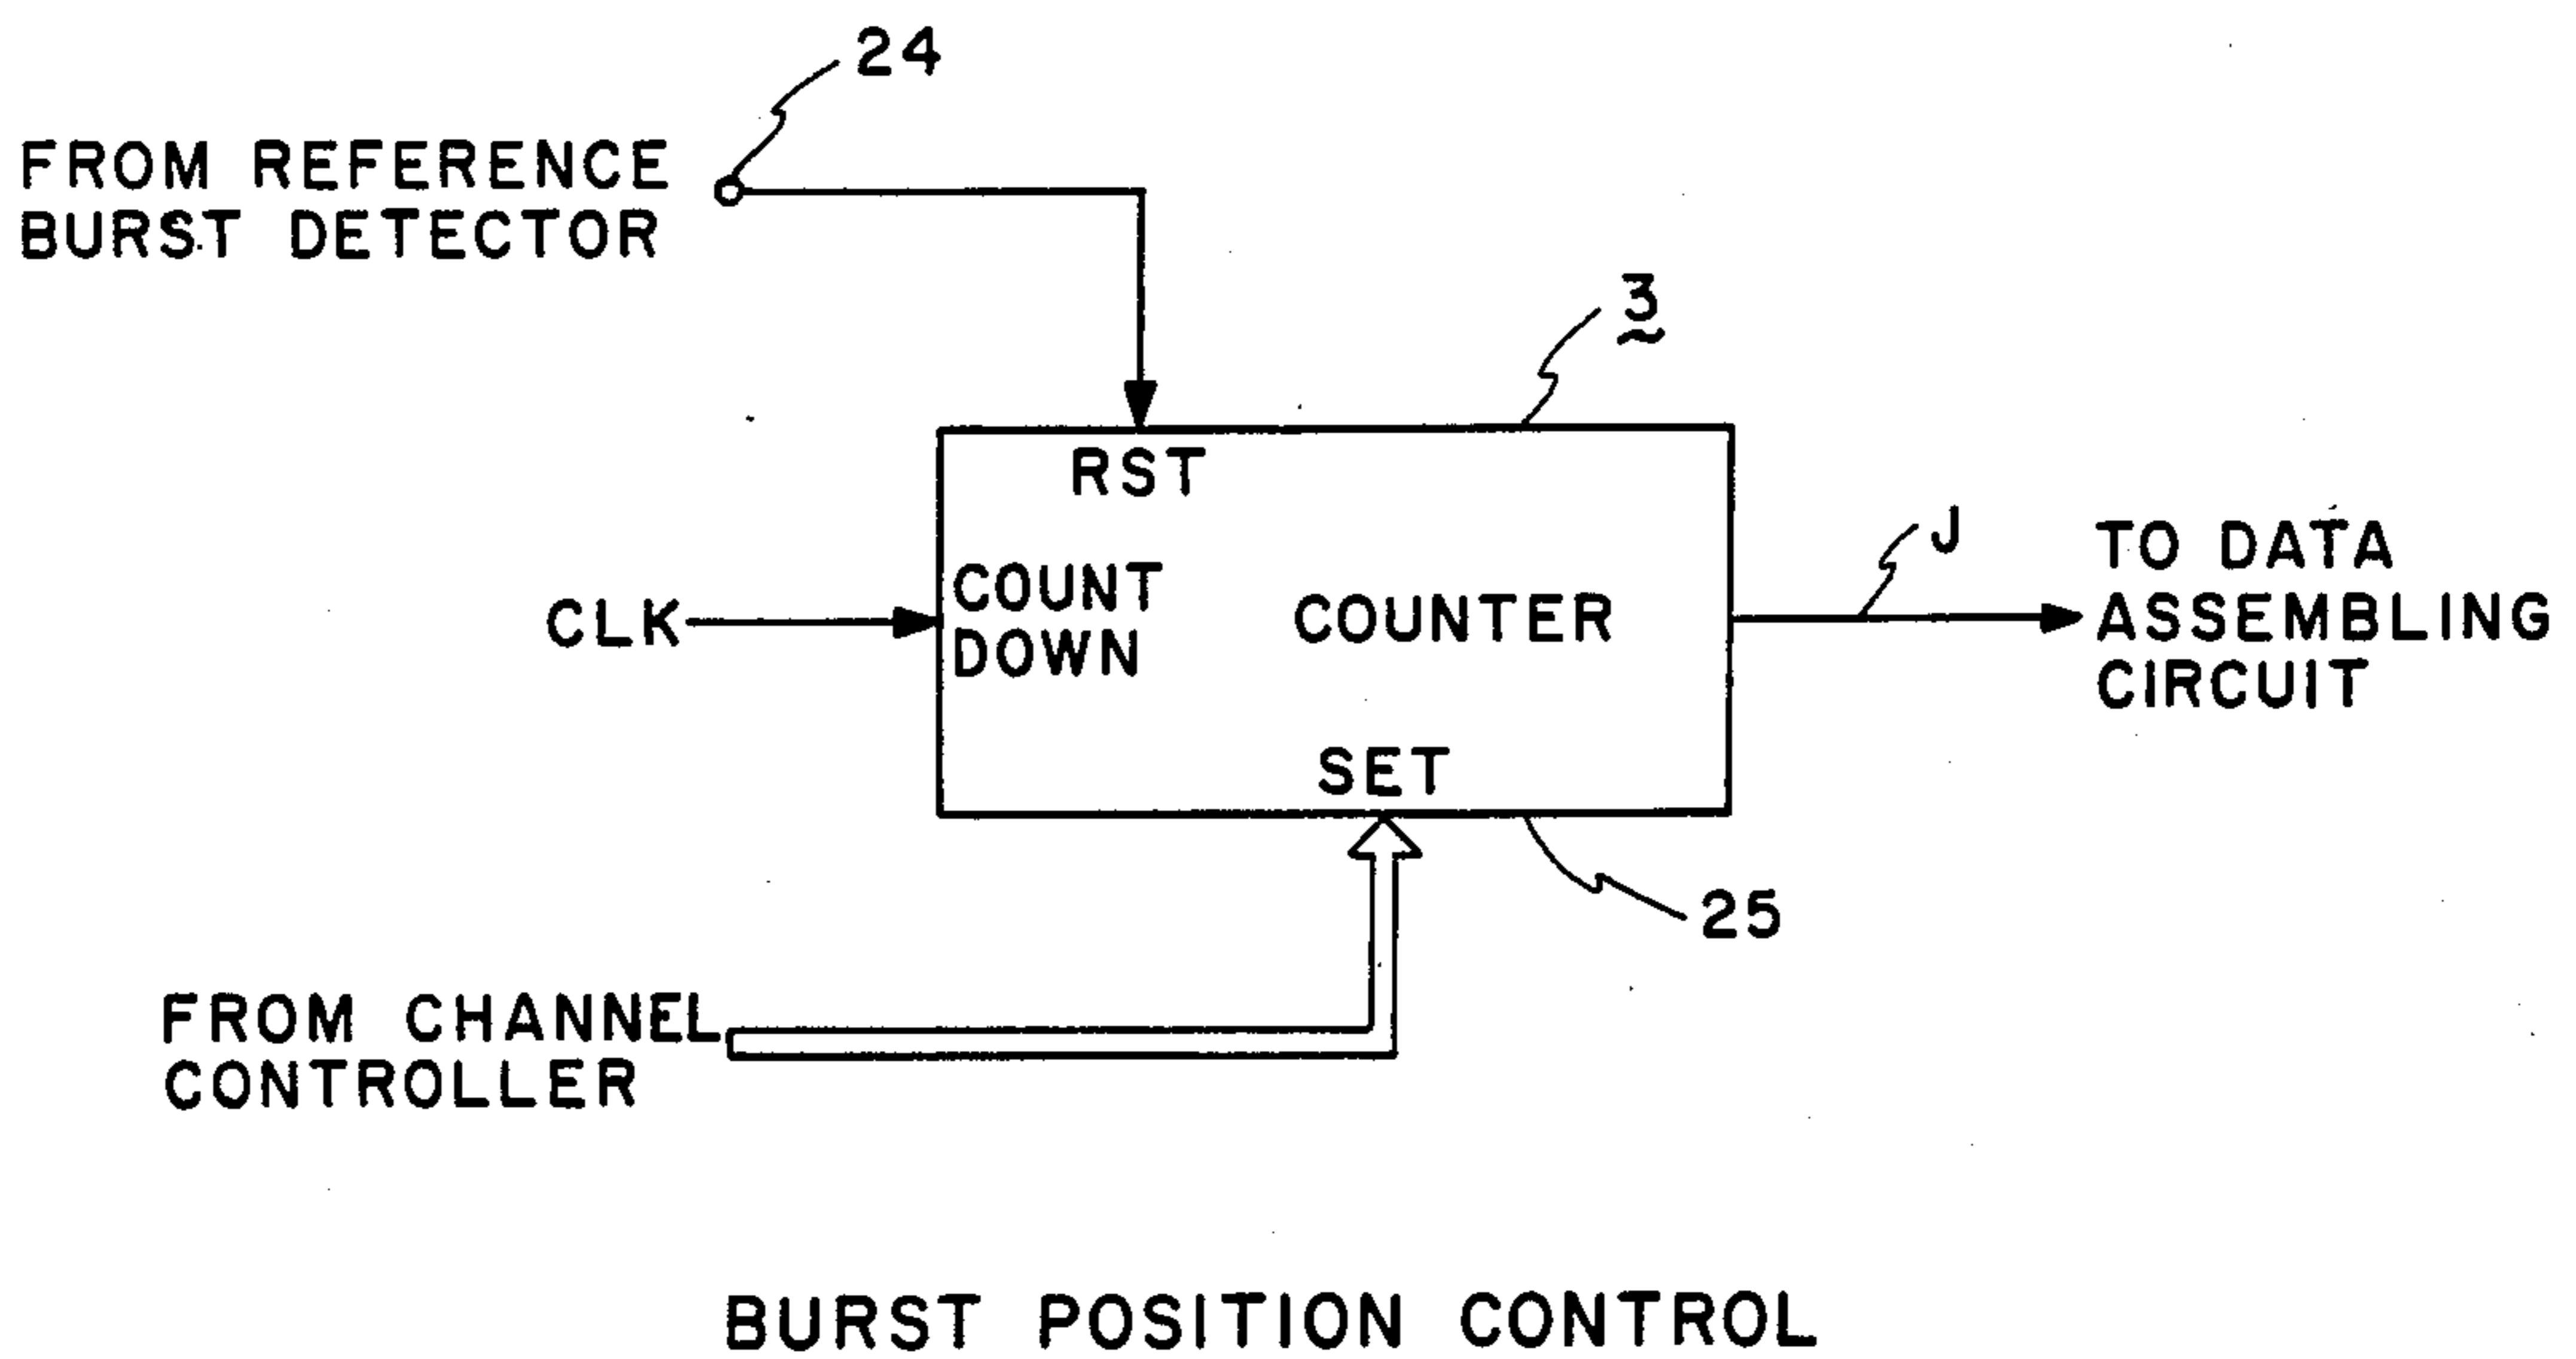 24
FROM REFERENCE
BURST DETECTOR
3
RST
COUNT
DOWN
CLK
COUNTER
J
TO DATA
ASSEMBLING
CIRCUIT
SET
25
FROM CHANNEL
CONTROLLER
BURST POSITION CONTROL